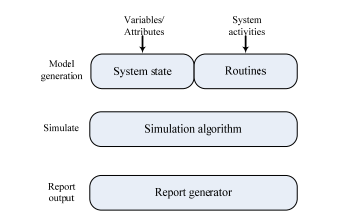 Variables/
Attributes
System
activities
Model
generation
System state
Routines
Simulate
Simulation algorithm
Report
output
Report generator